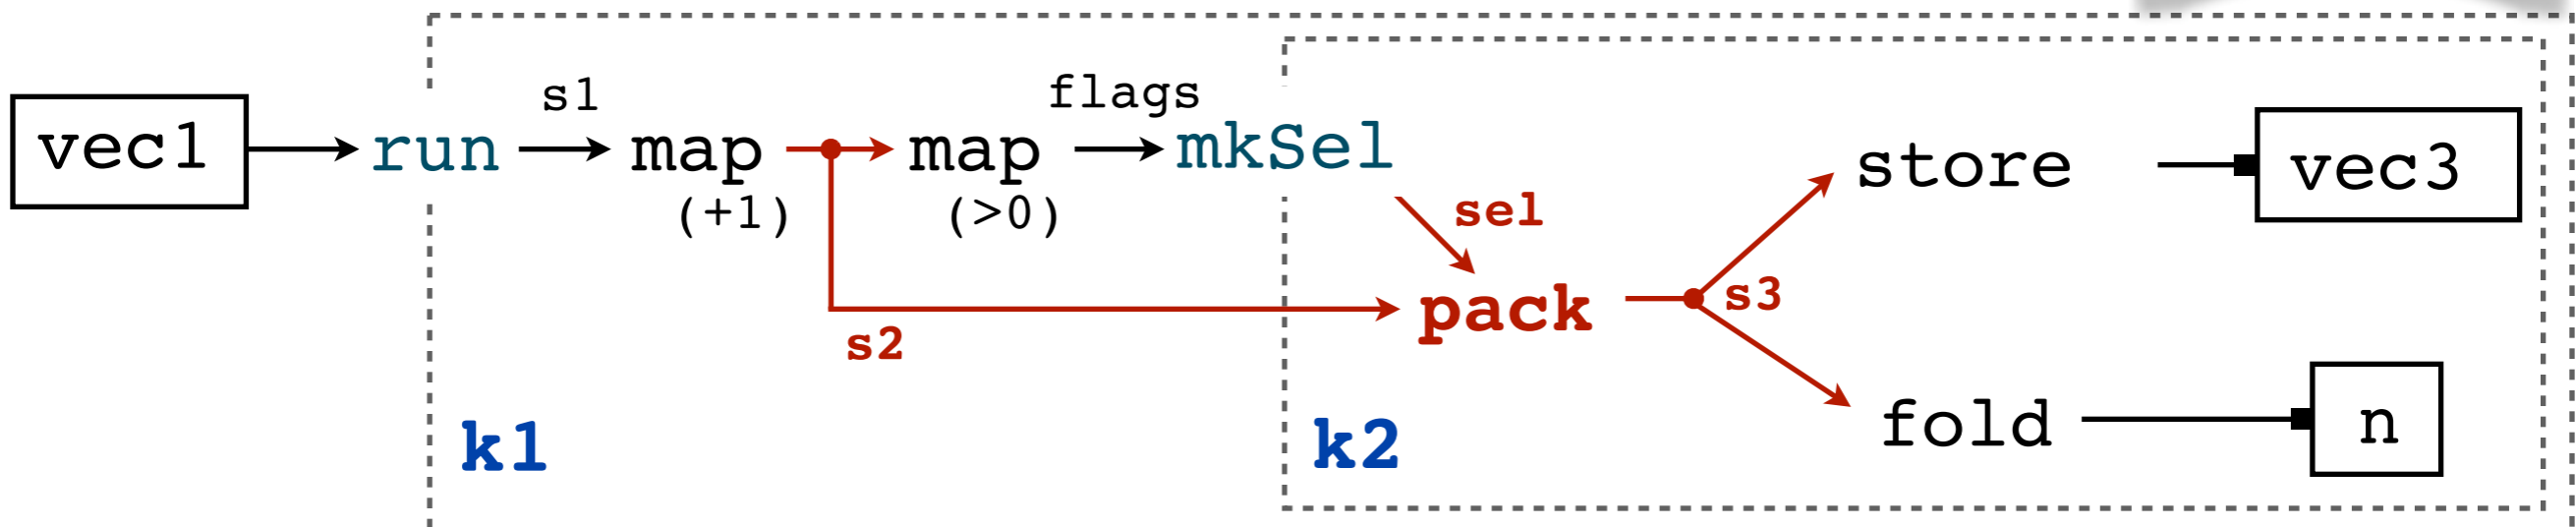 s1
flags
vec1
run
map
map
mkSel
store
vec3
(+1)
(>0)
sel
s3
pack
s2
k1
k2
fold
n